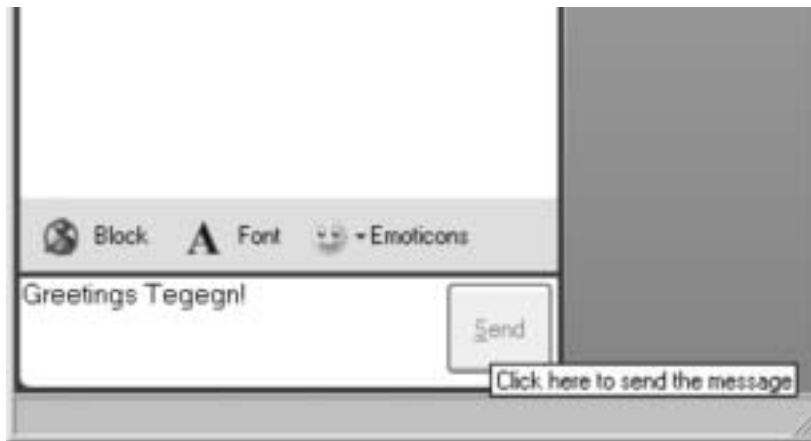 Block Font Emoticons
Greetings Tegegn!
Send
Click here to send the message